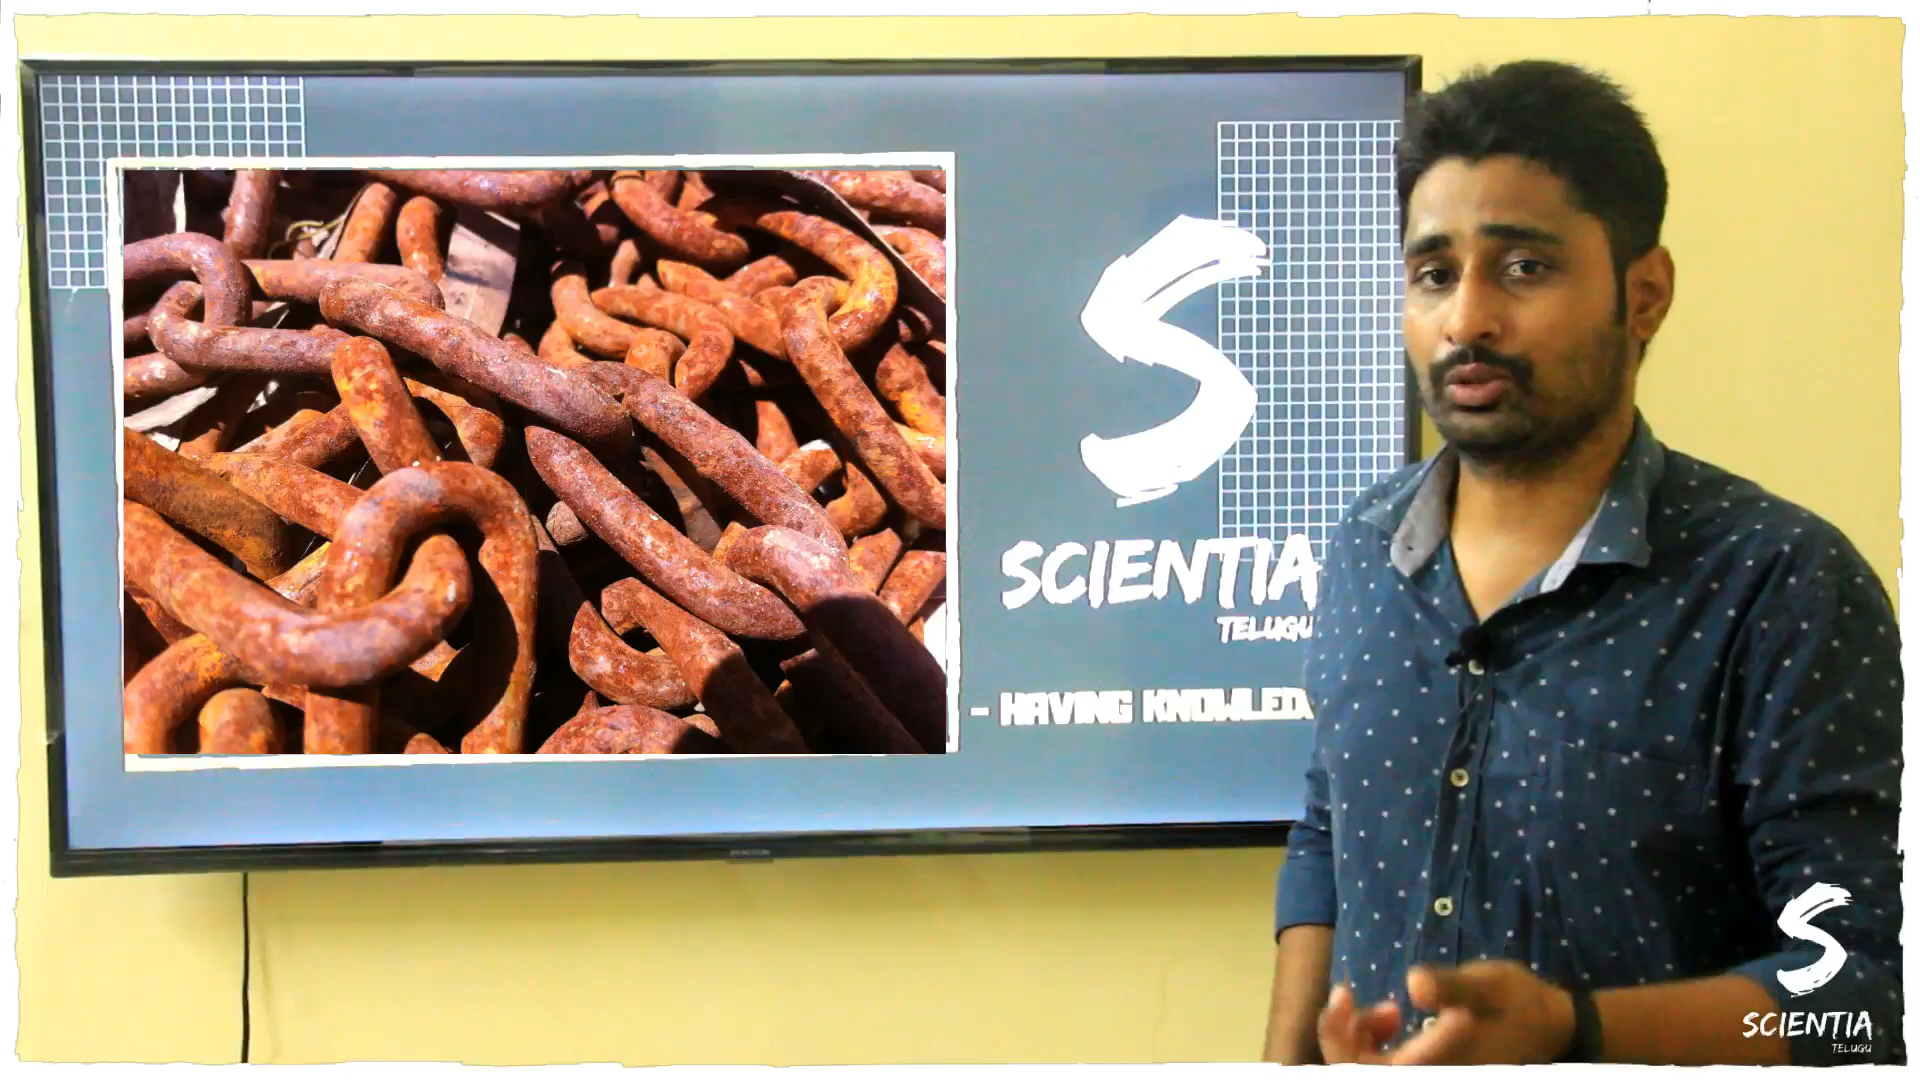 S
SCIENTIA
TELUGU
- HAVING
S
SCIENTIA
TELUGU